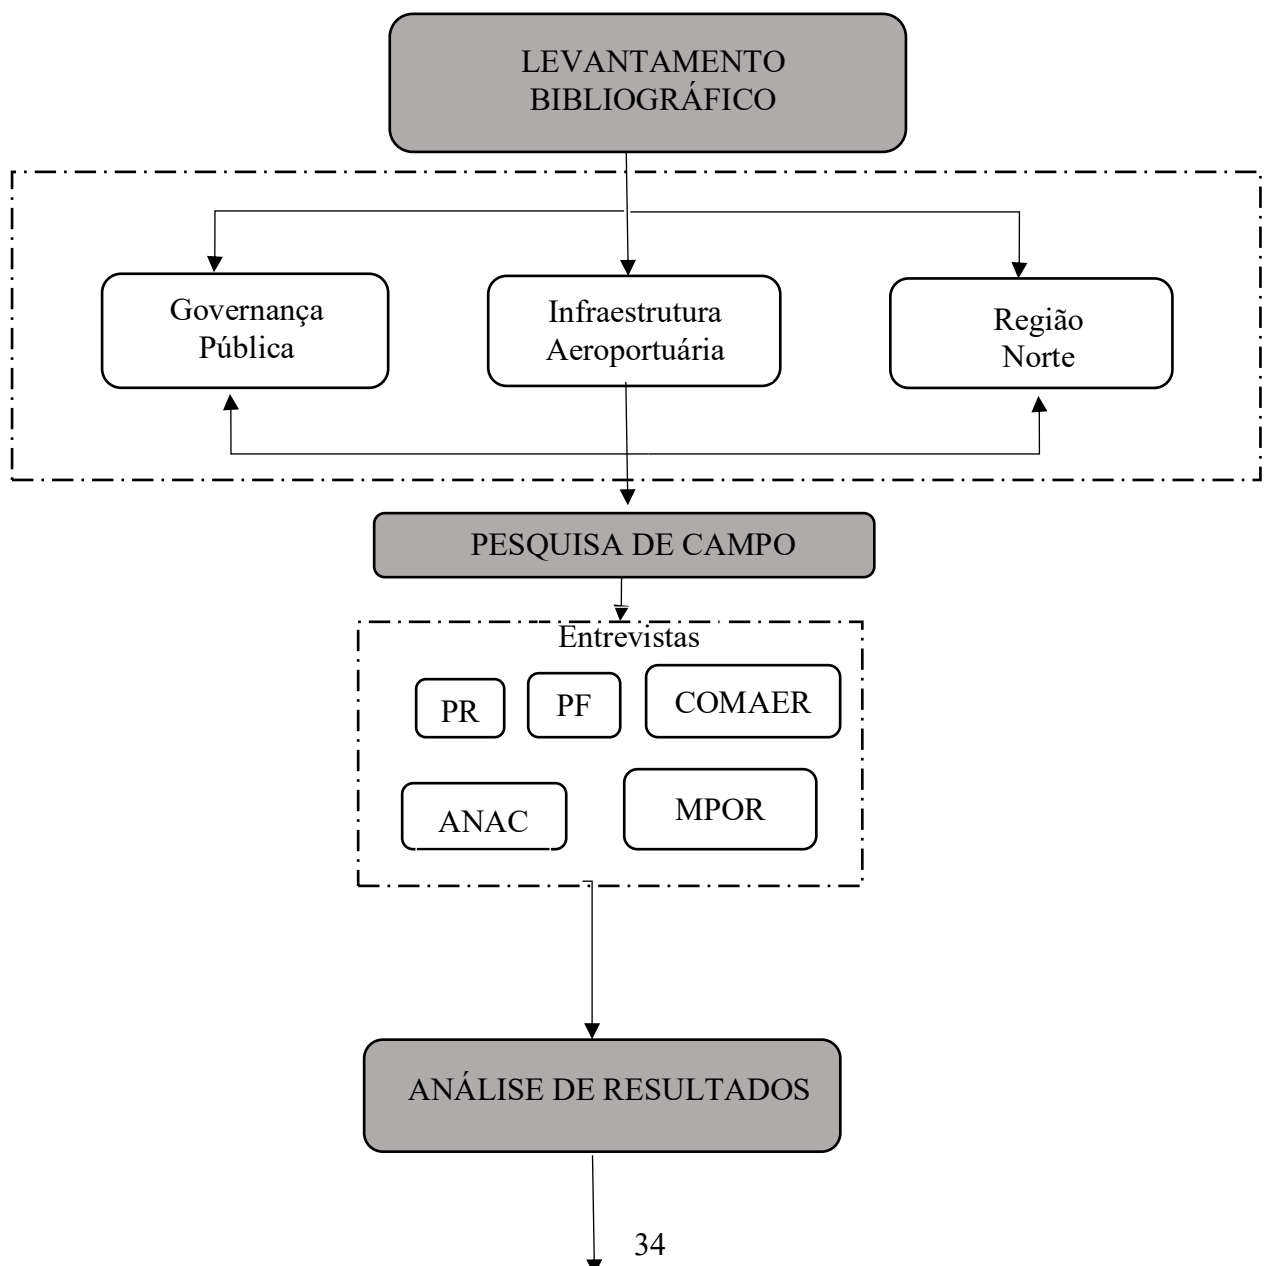 LEVANTAMENTO
BIBLIOGRÁFICO
Governança
Pública
Infraestrutura
Aeroportuária
Região
Norte
PESQUISA DE CAMPO
Entrevistas
PR
PF
COMAER
ANAC
MPOR
ANÁLISE DE RESULTADOS
34